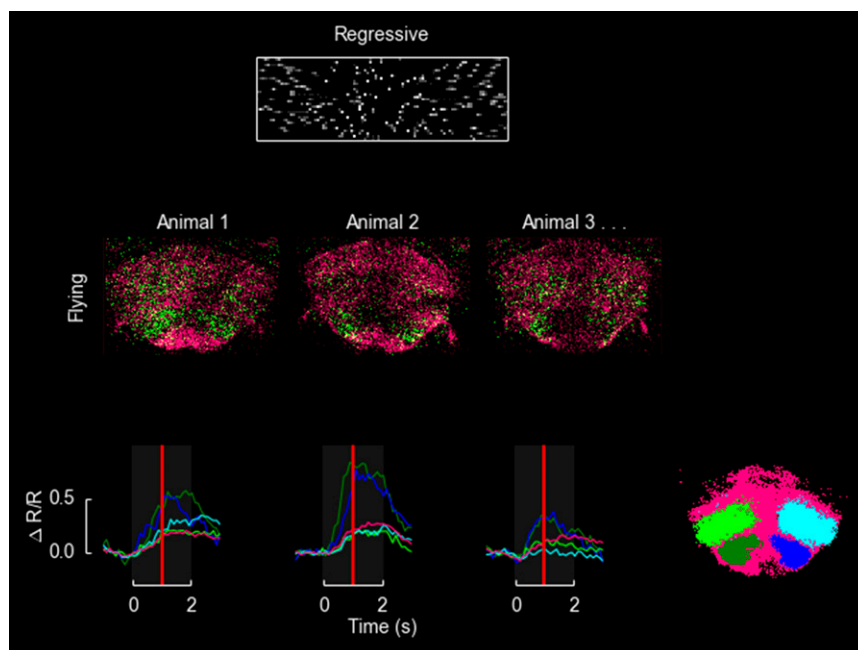 Regressive
Animal 1
Animal 2
Animal 3 . . .
Flying
Δ R/R
0.5
0.0
0 2
0 2
0 2
Time (s)